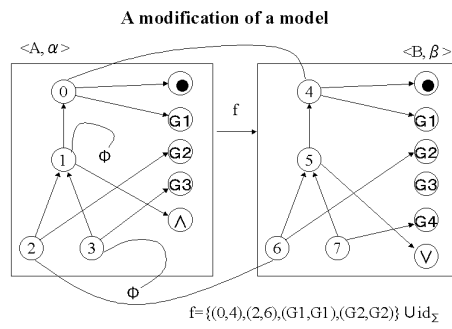 A modification of a model
<A, α>
<B, β>
0
4
G1
G1
f
Φ
1
5
G2
G2
G3
G3
2
3
Λ
6
7
G4
V
Φ
f={(0,4),(2,6),(G1,G1),(G2,G2)} ∪id_Σ